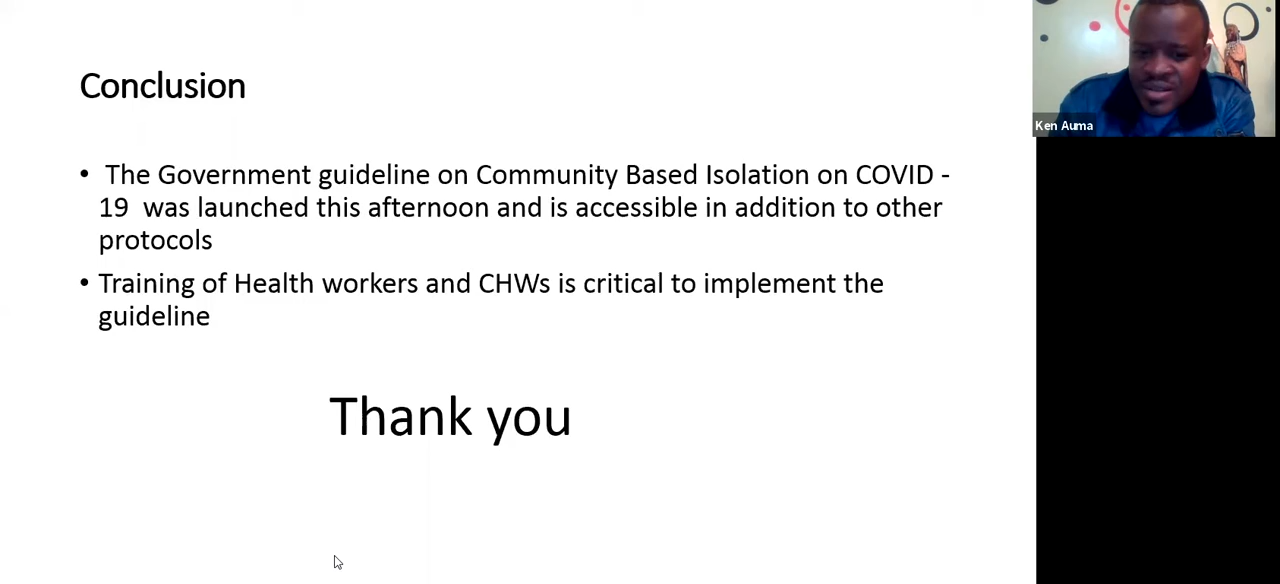 Conclusion
• The Government guideline on Community Based Isolation on COVID -
19 was launched this afternoon and is accessible in addition to other
protocols
• Training of Health workers and CHWs is critical to implement the
guideline
Thank you
Ken Auma